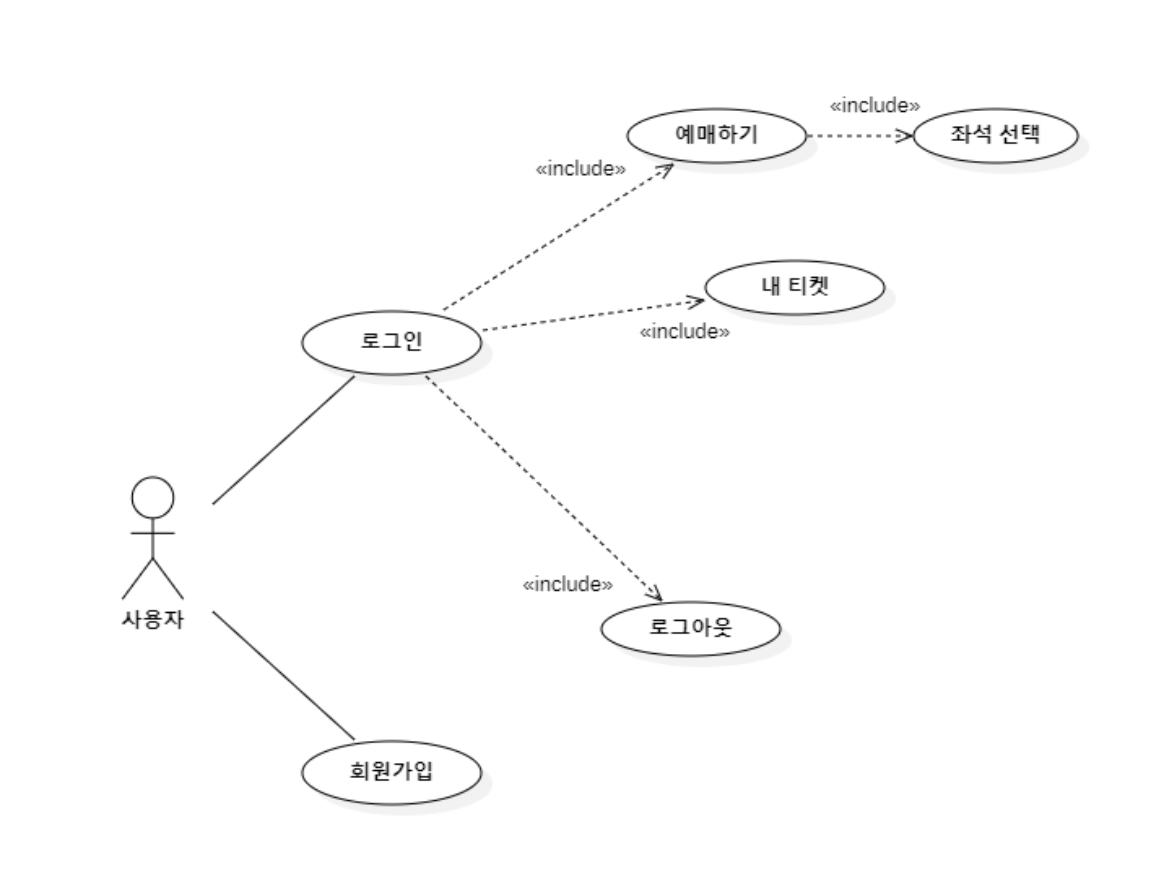 «include»
예매하기
좌석 선택
«include»
내 티켓
«include»
로그인
«include»
사용자
로그아웃
회원가입